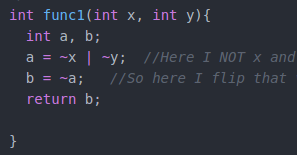 int func1(int x, int y){
int a, b;
a = ~x | ~y; //Here I NOT x and
b = ~a; //So here I flip that
return b;
}